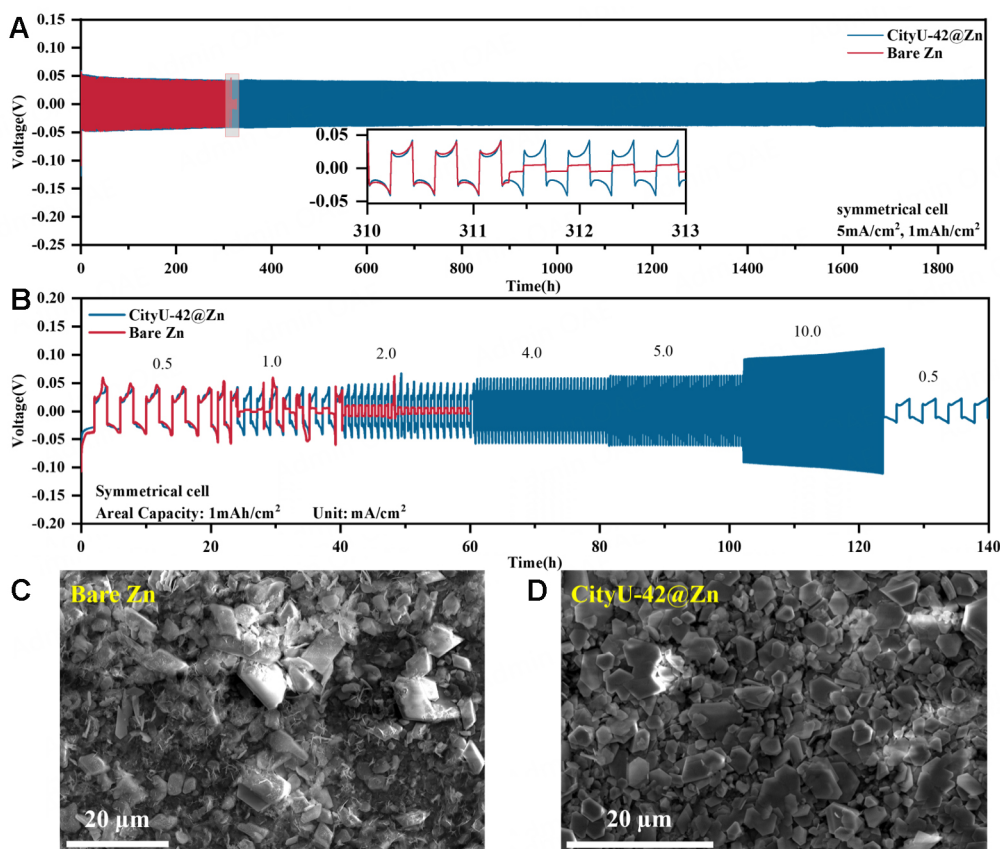 A
0.15
0.10
0.05
0.00
-0.05
-0.10
-0.15
-0.20
-0.25
Voltage(V)
CityU-42@Zn
Bare Zn
0.05
0.00
-0.05
310
311
312
313
symmetrical cell
5mA/cm², 1mAh/cm²
0
200
400
600
800
1000
1200
1400
1600
1800
Time(h)
B
0.20
0.15
0.10
0.05
0.00
-0.05
-0.10
-0.15
-0.20
Voltage(V)
CityU-42@Zn
Bare Zn
0.5
1.0
2.0
4.0
5.0
10.0
0.5
Symmetrical cell
Areal Capacity: 1mAh/cm² Unit: mA/cm²
0
20
40
60
80
100
120
140
Time(h)
C
Bare Zn
20 µm
D
CityU-42@Zn
20 µm